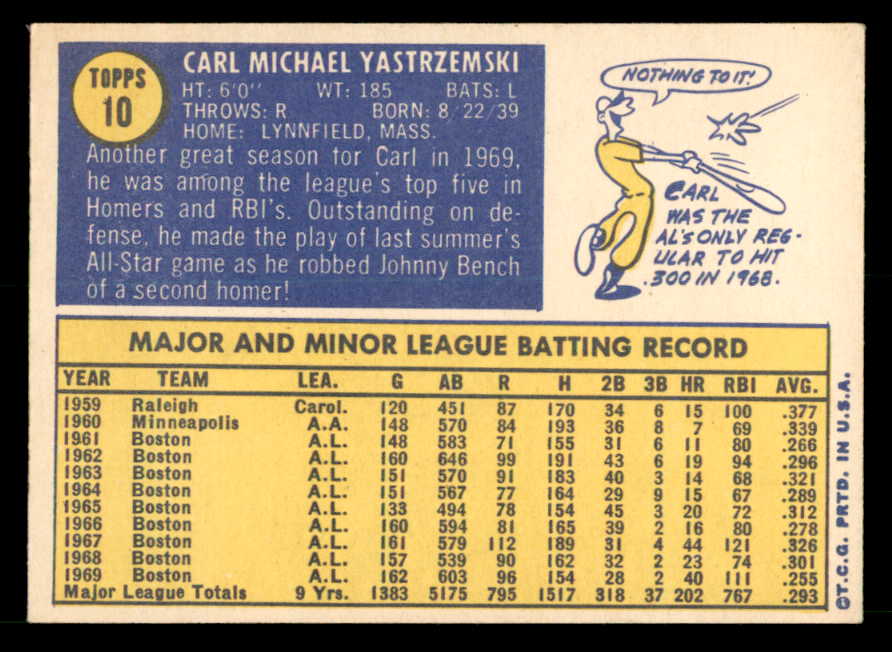 TOPPS
10
CARL MICHAEL YASTRZEMSKI
HT: 6'0" WT: 185 BATS: L
THROWS: R BORN: 8/22/39
HOME: LYNNFIELD, MASS.
Another great season for Carl in 1969,
he was among the league's top five in
Homers and RBI's. Outstanding on de-
fense, he made the play of last summer's
All-Star game as he robbed Johnny Bench
of a second homer!
NOTHING TO IT!
CARL
WAS THE
AL'S ONLY REG-
ULAR TO HIT
.300 IN 1968.
MAJOR AND MINOR LEAGUE BATTING RECORD
YEAR TEAM LEA. G AB R H 2B 3B HR RBI AVG.
1959 Raleigh Carol. 120 451 87 170 34 6 15 100 .377
1960 Minneapolis A.A. 148 570 84 193 36 8 7 69 .339
1961 Boston A.L. 148 583 71 155 31 6 11 80 .266
1962 Boston A.L. 160 646 99 191 43 6 19 94 .296
1963 Boston A.L. 151 570 91 183 40 3 14 68 .321
1964 Boston A.L. 151 567 77 164 29 9 15 67 .289
1965 Boston A.L. 133 494 78 154 45 3 20 72 .312
1966 Boston A.L. 160 594 81 165 39 2 16 80 .278
1967 Boston A.L. 161 579 112 189 31 4 44 121 .326
1968 Boston A.L. 157 539 90 162 32 2 23 74 .301
1969 Boston A.L. 162 603 96 154 28 2 40 111 .255
Major League Totals 9 Yrs. 1383 5175 795 1517 318 37 202 767 .293
©T.C.G. PRTD. IN U.S.A.